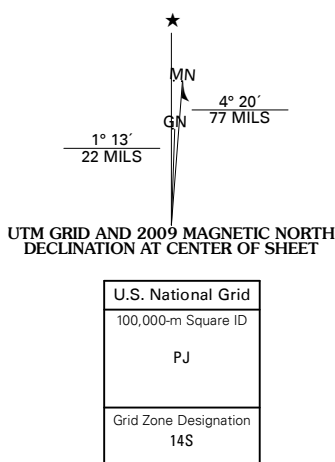 ★
MN
GN
4° 20´
77 MILS
1° 13´
22 MILS
UTM GRID AND 2009 MAGNETIC NORTH
DECLINATION AT CENTER OF SHEET
U.S. National Grid
100,000-m Square ID
PJ
Grid Zone Designation
14S